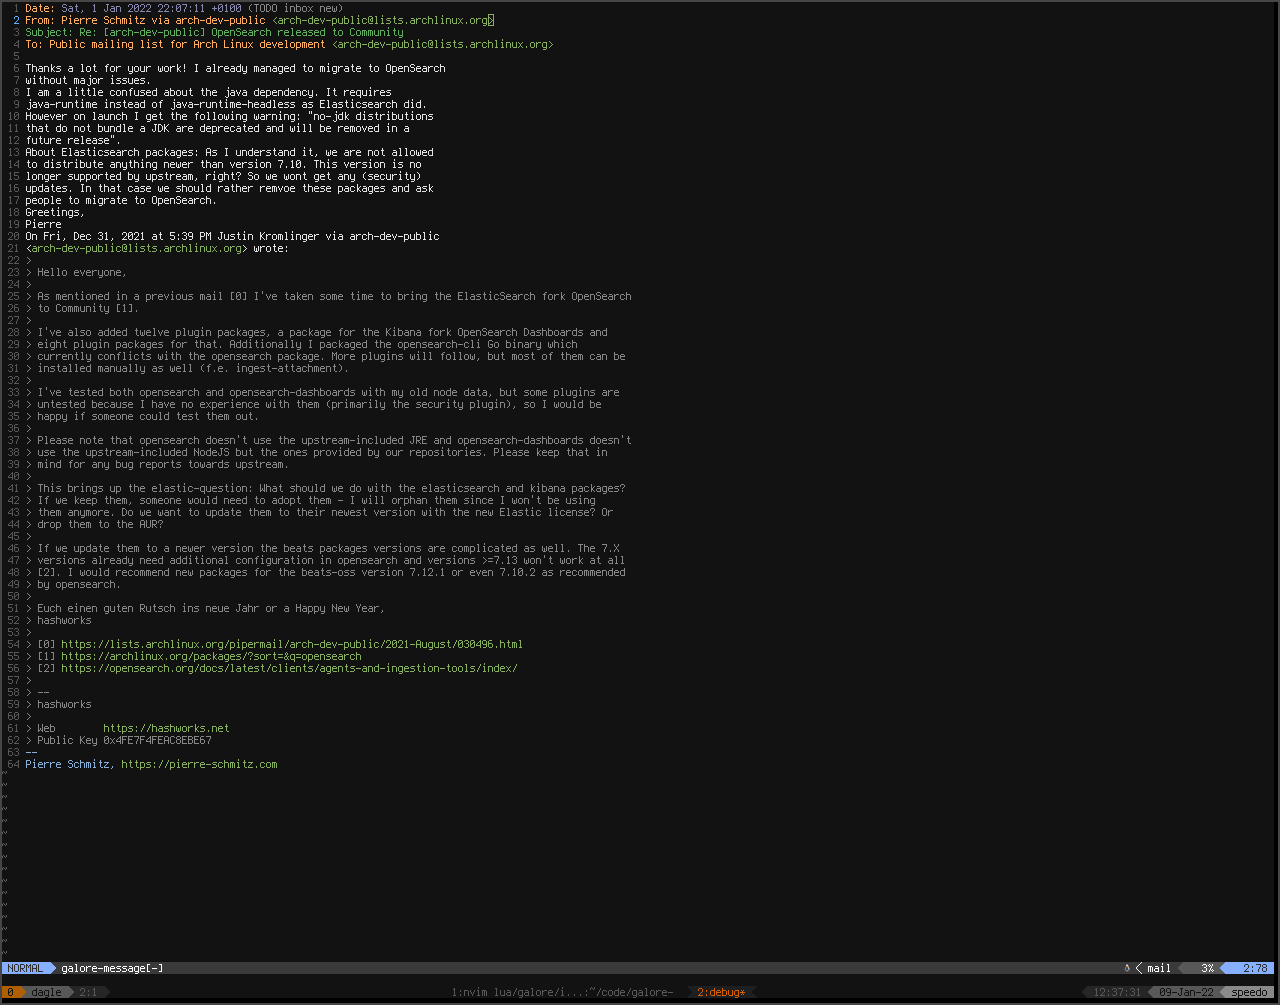 1 Date: Sat, 1 Jan 2022 22:07:11 +0100 (TODO inbox new)
2 From: Pierre Schmitz via arch-dev-public <arch-dev-public@lists.archlinux.org>
3 Subject: Re: [arch-dev-public] OpenSearch released to Community
4 To: Public mailing list for Arch Linux development <arch-dev-public@lists.archlinux.org>
5
6 Thanks a lot for your work! I already managed to migrate to OpenSearch
7 without major issues.
8 I am a little confused about the java dependency. It requires
9 java-runtime instead of java-runtime-headless as Elasticsearch did.
10 However on launch I get the following warning: "no-jdk distributions
11 that do not bundle a JDK are deprecated and will be removed in a
12 future release".
13 About Elasticsearch packages: As I understand it, we are not allowed
14 to distribute anything newer than version 7.10. This version is no
15 longer supported by upstream, right? So we wont get any (security)
16 updates. In that case we should rather remvoe these packages and ask
17 people to migrate to OpenSearch.
18 Greetings,
19 Pierre
20 On Fri, Dec 31, 2021 at 5:39 PM Justin Kromlinger via arch-dev-public
21 <arch-dev-public@lists.archlinux.org> wrote:
22 >
23 > Hello everyone,
24 >
25 > As mentioned in a previous mail [0] I've taken some time to bring the ElasticSearch fork OpenSearch
26 > to Community [1].
27 >
28 > I've also added twelve plugin packages, a package for the Kibana fork OpenSearch Dashboards and
29 > eight plugin packages for that. Additionally I packaged the opensearch-cli Go binary which
30 > currently conflicts with the opensearch package. More plugins will follow, but most of them can be
31 > installed manually as well (f.e. ingest-attachment).
32 >
33 > I've tested both opensearch and opensearch-dashboards with my old node data, but some plugins are
34 > untested because I have no experience with them (primarily the security plugin), so I would be
35 > happy if someone could test them out.
36 >
37 > Please note that opensearch doesn't use the upstream-included JRE and opensearch-dashboards doesn't
38 > use the upstream-included NodeJS but the ones provided by our repositories. Please keep that in
39 > mind for any bug reports towards upstream.
40 >
41 > This brings up the elastic-question: What should we do with the elasticsearch and kibana packages?
42 > If we keep them, someone would need to adopt them - I will orphan them since I won't be using
43 > them anymore. Do we want to update them to their newest version with the new Elastic license? Or
44 > drop them to the AUR?
45 >
46 > If we update them to a newer version the beats packages versions are complicated as well. The 7.X
47 > versions already need additional configuration in opensearch and versions >=7.13 won't work at all
48 > [2]. I would recommend new packages for the beats-oss version 7.12.1 or even 7.10.2 as recommended
49 > by opensearch.
50 >
51 > Euch einen guten Rutsch ins neue Jahr or a Happy New Year,
52 > hashworks
53 >
54 > [0] https://lists.archlinux.org/pipermail/arch-dev-public/2021-August/030496.html
55 > [1] https://archlinux.org/packages/?sort=&q=opensearch
56 > [2] https://opensearch.org/docs/latest/clients/agents-and-ingestion-tools/index/
57 >
58 > --
59 > hashworks
60 >
61 > Web        https://hashworks.net
62 > Public Key 0x4FE7F4FEAC8EBE67
63 --
64 Pierre Schmitz, https://pierre-schmitz.com
NORMAL galore-message[-] mail 3% 2:78
0 dagle 2:1 1:nvim lua/galore/i...:~/code/galore- 2:debug* 12:37:31 09-Jan-22 speedo